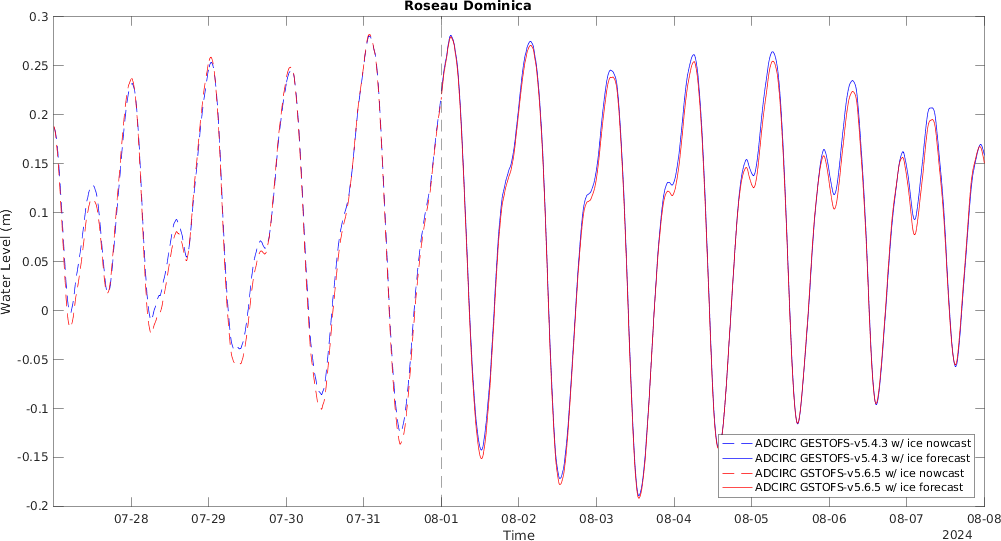 Roseau Dominica
0.3
0.25
0.2
0.15
0.1
0.05
0
-0.05
-0.1
-0.15
-0.2
Water Level (m)
07-28 07-29 07-30 07-31 08-01 08-02 08-03 08-04 08-05 08-06 08-07 08-08
Time
2024
ADCIRC GESTOFS-v5.4.3 w/ ice nowcast
ADCIRC GESTOFS-v5.4.3 w/ ice forecast
ADCIRC GSTOFS-v5.6.5 w/ ice nowcast
ADCIRC GSTOFS-v5.6.5 w/ ice forecast